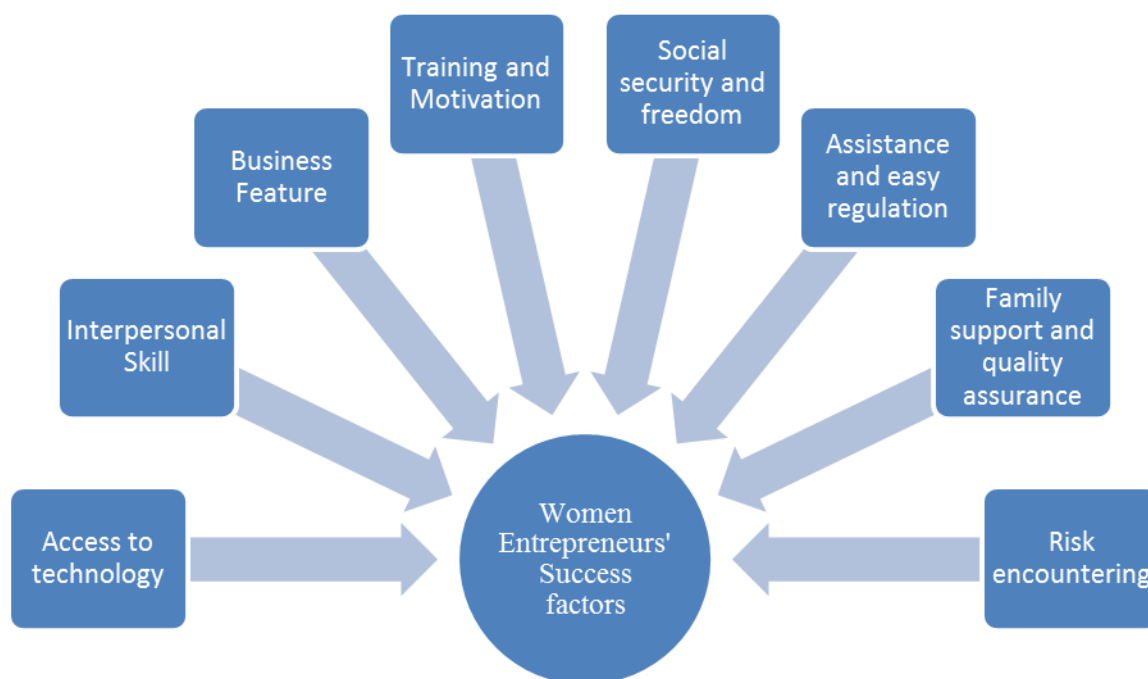 Social
security and
freedom
Training and
Motivation
Business
Feature
Assistance
and easy
regulation
Interpersonal
Skill
Family
support and
quality
assurance
Access to
technology
Women
Entrepreneurs'
Success
factors
Risk
encountering